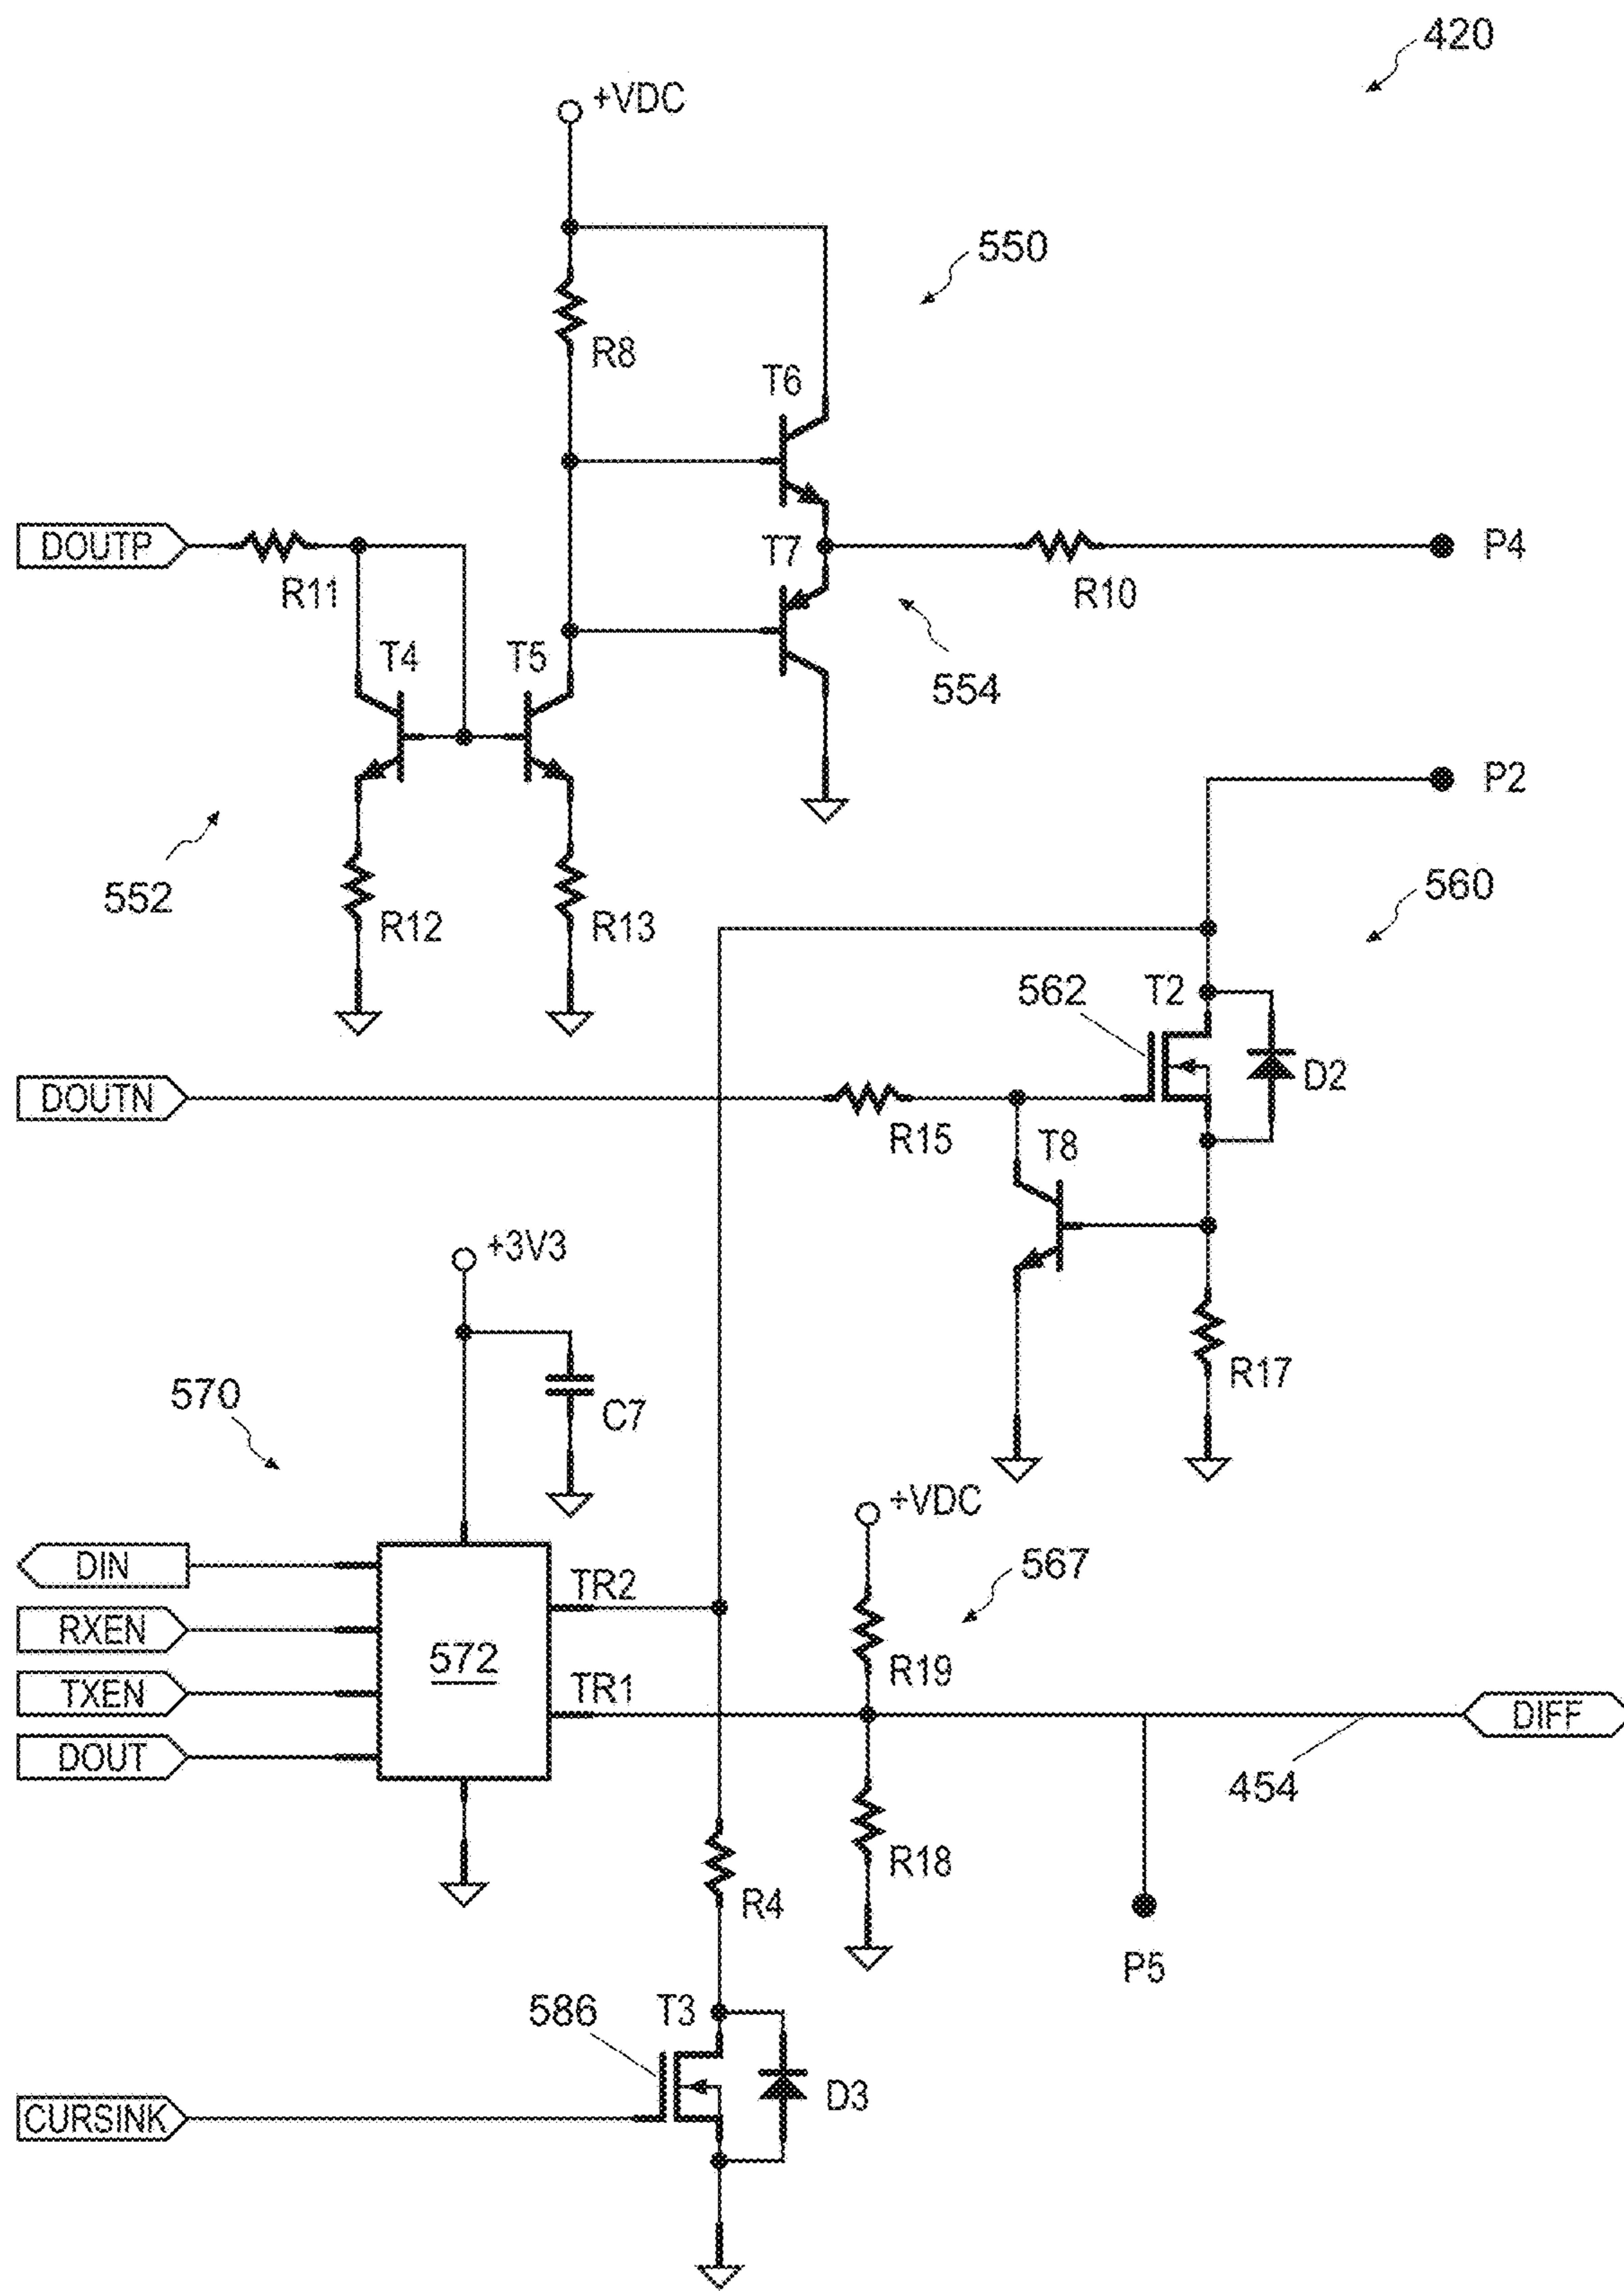 420
+VDC
550
R8
T6
DOUTP
R11
T7
R10
P4
T4
T5
554
P2
552
R12
R13
560
562
T2
DOUTN
R15
D2
T8
+3V3
R17
570
C7
+VDC
567
DIN
TR2
RXEN
572
R19
TXEN
TR1
DIFF
DOUT
454
R18
R4
P5
586
T3
D3
CURSINK